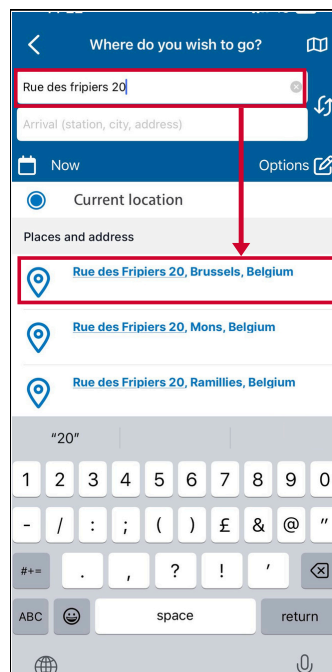 Where do you wish to go?
Rue des fripiers 20
Arrival (station, city, address)
Now
Options
Current location
Places and address
Rue des Fripiers 20, Brussels, Belgium
Rue des Fripiers 20, Mons, Belgium
Rue des Fripiers 20, Ramillies, Belgium
“20”
1 2 3 4 5 6 7 8 9 0
- / : ; ( ) £ & @ "
#+= . , ? ! '
ABC space return